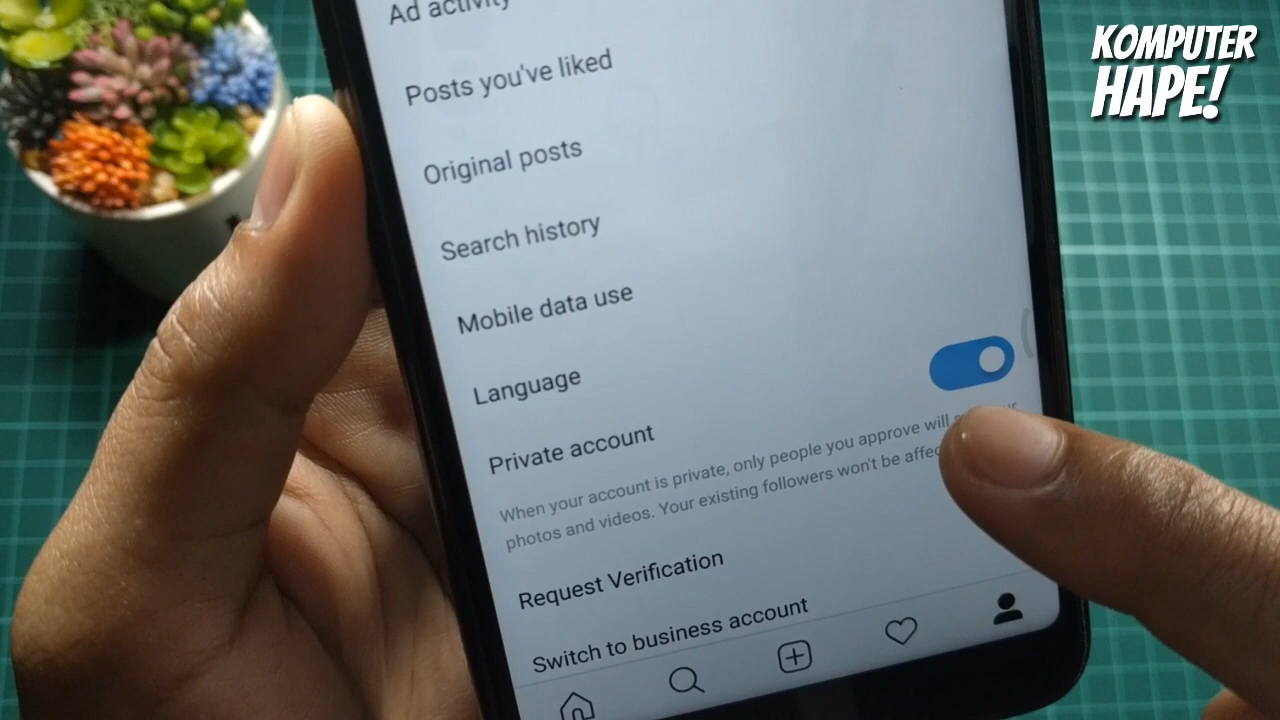 KOMPUTER
HAPE!
Ad activity
Posts you've liked
Original posts
Search history
Mobile data use
Language
Private account
When your account is private, only people you approve will
photos and videos. Your existing followers won't be
Request Verification
Switch to business account